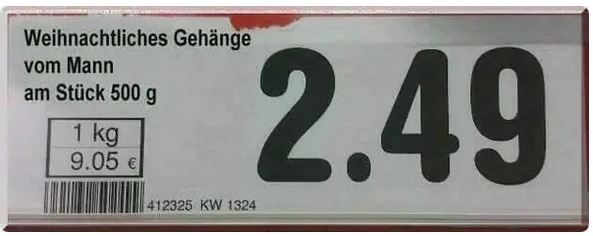 Weihnachtliches Gehänge
vom Mann
am Stück 500 g
2.49
1 kg
9.05 €
412325 KW 1324